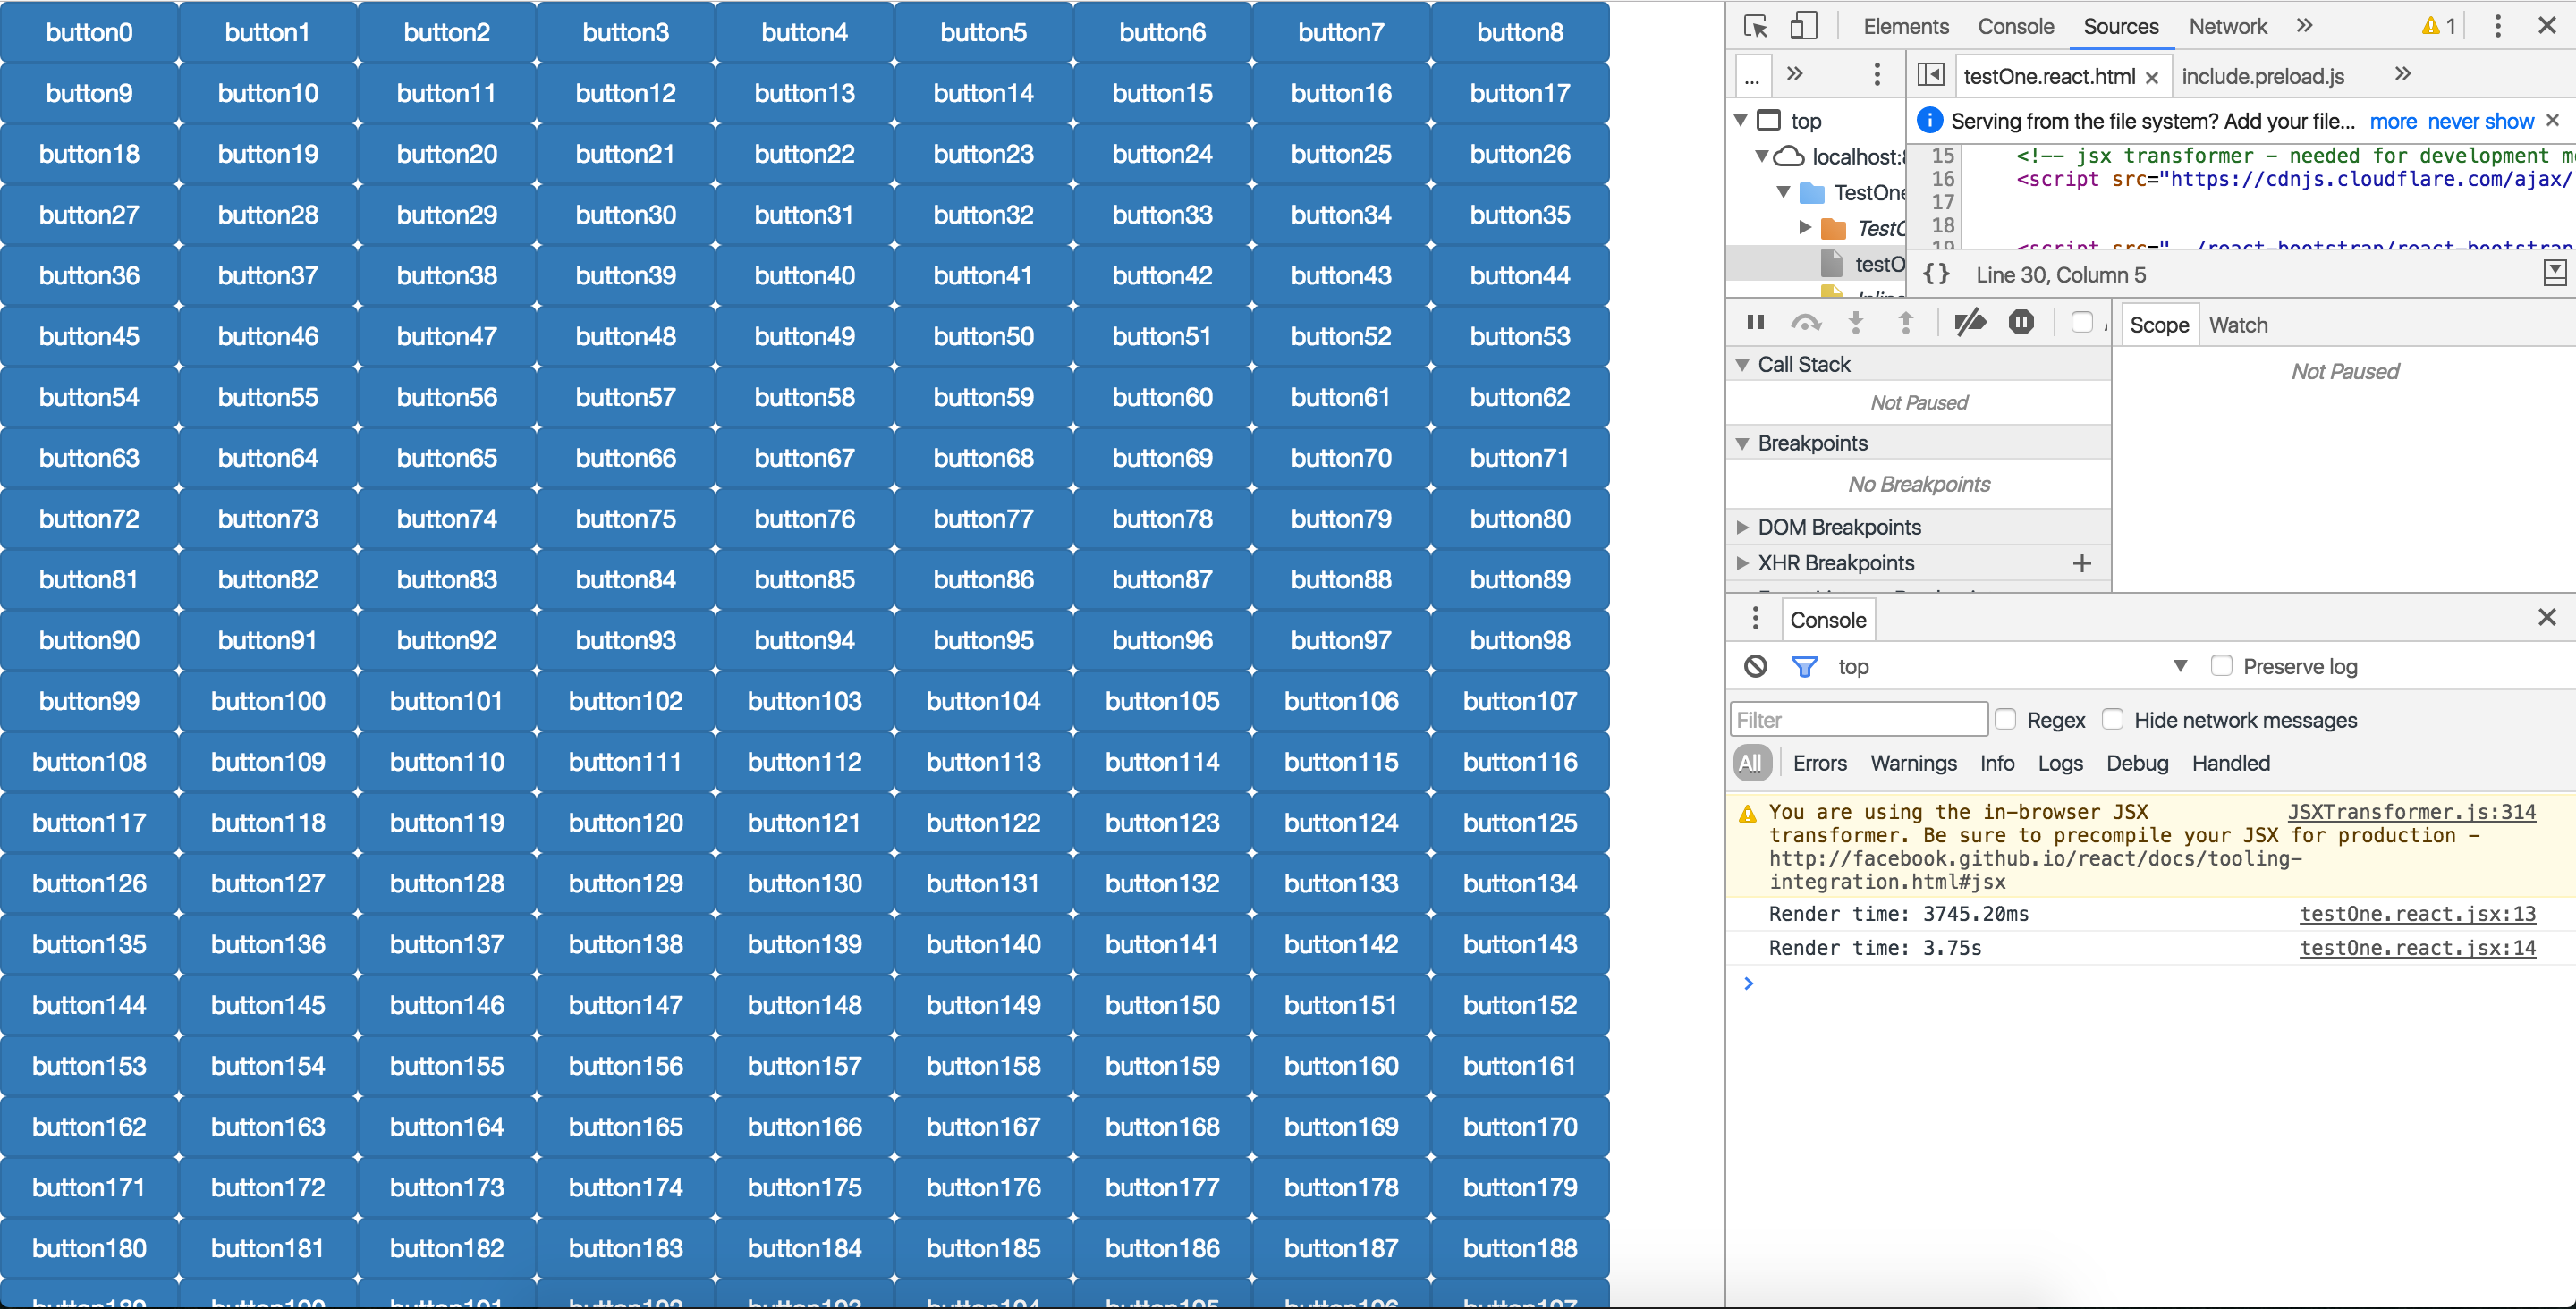 button0 button1 button2 button3 button4 button5 button6 button7 button8
button9 button10 button11 button12 button13 button14 button15 button16 button17
button18 button19 button20 button21 button22 button23 button24 button25 button26
button27 button28 button29 button30 button31 button32 button33 button34 button35
button36 button37 button38 button39 button40 button41 button42 button43 button44
button45 button46 button47 button48 button49 button50 button51 button52 button53
button54 button55 button56 button57 button58 button59 button60 button61 button62
button63 button64 button65 button66 button67 button68 button69 button70 button71
button72 button73 button74 button75 button76 button77 button78 button79 button80
button81 button82 button83 button84 button85 button86 button87 button88 button89
button90 button91 button92 button93 button94 button95 button96 button97 button98
button99 button100 button101 button102 button103 button104 button105 button106 button107
button108 button109 button110 button111 button112 button113 button114 button115 button116
button117 button118 button119 button120 button121 button122 button123 button124 button125
button126 button127 button128 button129 button130 button131 button132 button133 button134
button135 button136 button137 button138 button139 button140 button141 button142 button143
button144 button145 button146 button147 button148 button149 button150 button151 button152
button153 button154 button155 button156 button157 button158 button159 button160 button161
button162 button163 button164 button165 button166 button167 button168 button169 button170
button171 button172 button173 button174 button175 button176 button177 button178 button179
button180 button181 button182 button183 button184 button185 button186 button187 button188
Elements Console Sources Network » 1
... » testOne.react.html × include.preload.js »
top
localhost:
TestOne
TestO
testO
Serving from the file system? Add your file... more never show
15 <!-- jsx transformer - needed for development m
16 <script src="https://cdnjs.cloudflare.com/ajax/
17
18
19 <script src="../react-bootstrap/react-bootstrap
{} Line 30, Column 5
Scope Watch
Not Paused
Call Stack
Not Paused
Breakpoints
No Breakpoints
DOM Breakpoints
XHR Breakpoints +
Console
top Preserve log
Filter Regex Hide network messages
All Errors Warnings Info Logs Debug Handled
You are using the in-browser JSX JSXTransformer.js:314
transformer. Be sure to precompile your JSX for production -
http://facebook.github.io/react/docs/tooling-
integration.html#jsx
Render time: 3745.20ms testOne.react.jsx:13
Render time: 3.75s testOne.react.jsx:14
>